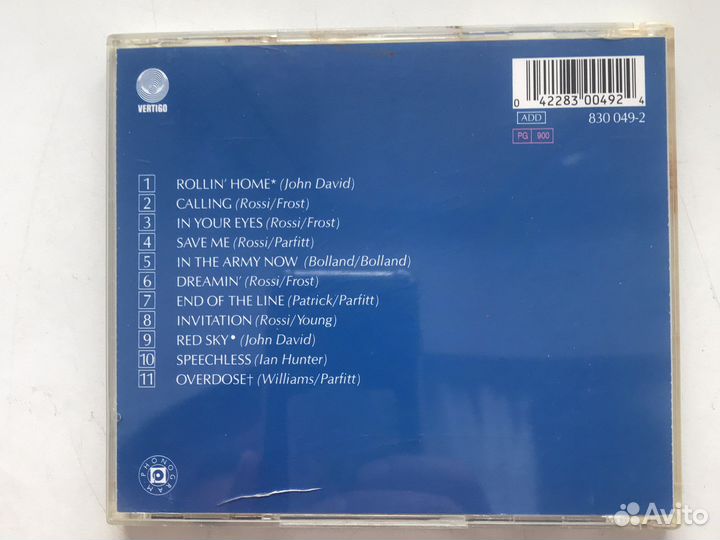 VERTIGO
0 42283 00492 4
ADD 830 049-2
PG 900
1 ROLLIN' HOME* (John David)
2 CALLING (Rossi/Frost)
3 IN YOUR EYES (Rossi/Frost)
4 SAVE ME (Rossi/Parfitt)
5 IN THE ARMY NOW (Bolland/Bolland)
6 DREAMIN' (Rossi/Frost)
7 END OF THE LINE (Patrick/Parfitt)
8 INVITATION (Rossi/Young)
9 RED SKY• (John David)
10 SPEECHLESS (Ian Hunter)
11 OVERDOSE† (Williams/Parfitt)
PHONOGRAM
Avito